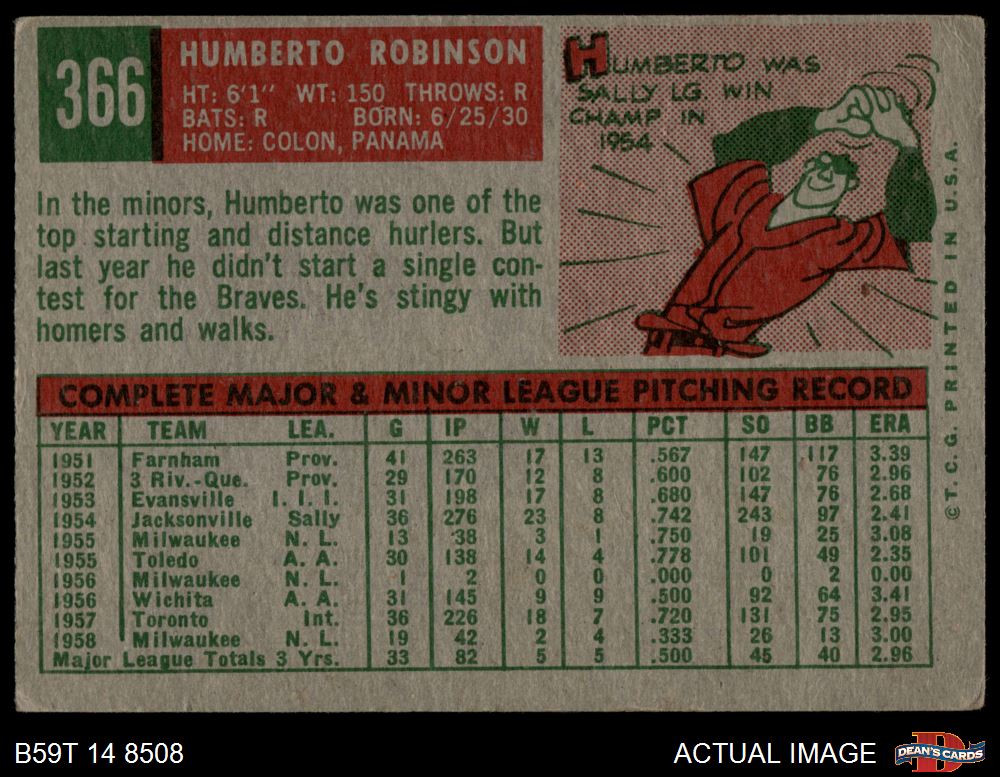 366
HUMBERTO ROBINSON
HT: 6'1" WT: 150 THROWS: R
BATS: R BORN: 6/25/30
HOME: COLON, PANAMA
HUMBERTO WAS
SALLY LG. WIN
CHAMP IN
1954
In the minors, Humberto was one of the
top starting and distance hurlers. But
last year he didn't start a single con-
test for the Braves. He's stingy with
homers and walks.
COMPLETE MAJOR & MINOR LEAGUE PITCHING RECORD
YEAR TEAM LEA. G IP W L PCT SO BB ERA
1951 Farnham Prov. 41 263 17 13 .567 147 117 3.39
1952 3 Riv.-Que. Prov. 29 170 12 8 .600 102 76 2.96
1953 Evansville I. I. I. 31 198 17 8 .680 147 76 2.68
1954 Jacksonville Sally 36 276 23 8 .742 243 97 2.41
1955 Milwaukee N. L. 13 38 3 1 .750 19 25 3.08
1955 Toledo A. A. 30 138 14 4 .778 101 49 2.35
1956 Milwaukee N. L. 1 2 0 0 .000 0 2 0.00
1956 Wichita A. A. 31 145 9 9 .500 92 64 3.41
1957 Toronto Int. 36 226 18 7 .720 131 75 2.95
1958 Milwaukee N. L. 19 42 2 4 .333 26 13 3.00
Major League Totals 3 Yrs. 33 82 5 5 .500 45 40 2.96
© T. C. G. PRINTED IN U.S.A.
B59T 14 8508
ACTUAL IMAGE
DEAN'S CARDS